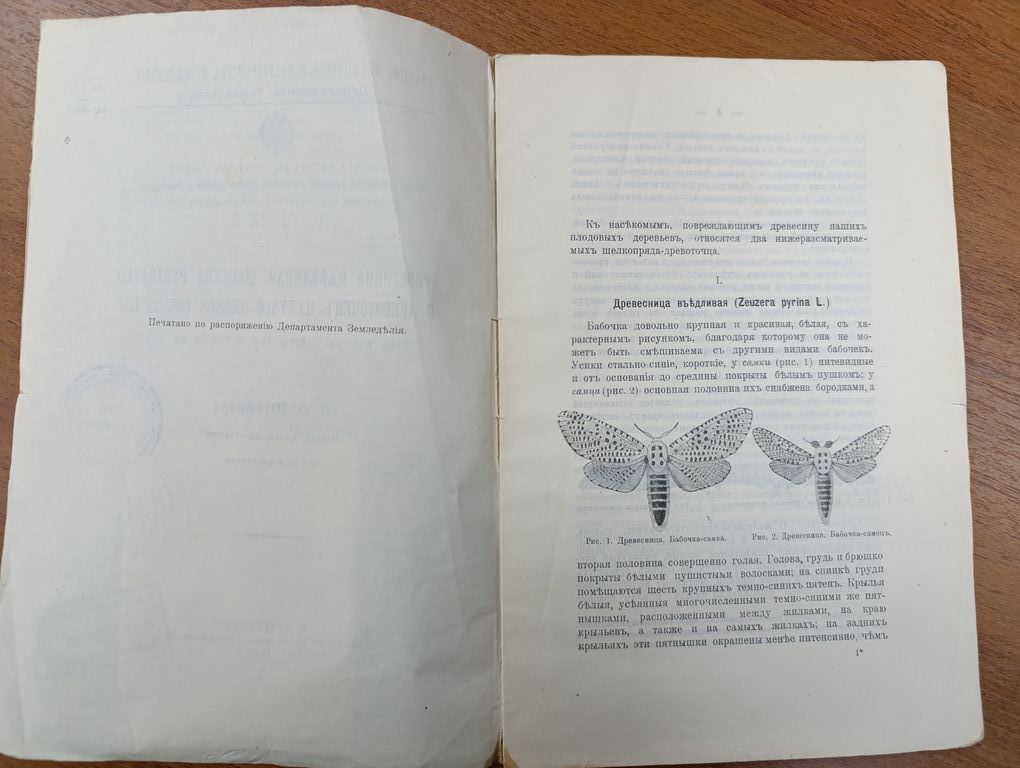 Печатано по распоряженію Департамента Земледѣлія.
Къ насѣкомымъ, повреждающимъ древесину нашихъ
плодовыхъ деревьевъ, относятся два нижеразсматривае-
мыхъ шелкопряда-древоточца.
I.
Древесница въѣдливая (Zeuzera pyrina L.)
Бабочка довольно крупная и красивая, бѣлая, съ ха-
рактернымъ рисункомъ, благодаря которому она не мо-
жетъ быть смѣшиваема съ другими видами бабочекъ.
Усики стально-синіе, короткіе, у самки (рис. 1) нитевидные
и отъ основанія до средины покрыты бѣлымъ пушкомъ; у
самца (рис. 2) основная половина ихъ снабжена бородками, а
Рис. 1. Древесница. Бабочка-самка.
Рис. 2. Древесница. Бабочка-самецъ.
вторая половина совершенно голая. Голова, грудь и брюшко
покрыты бѣлыми пушистыми волосками; на спинкѣ груди
помѣщаются шесть крупныхъ темно-синихъ пятенъ. Крылья
бѣлыя, усѣянныя многочисленными темно-синими же пят-
нышками, расположенными между жилками, на краю
крыльевъ, а также и на самыхъ жилкахъ; на заднихъ
крыльяхъ эти пятнышки окрашены менѣе интенсивно, чѣмъ
1*